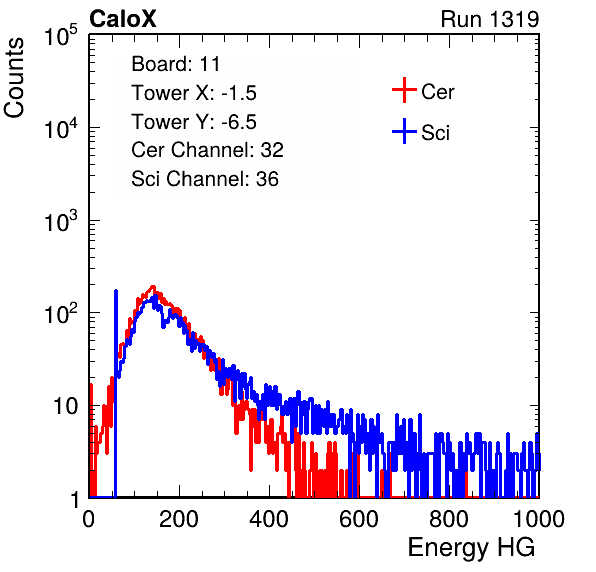 CaloX Run 1319
Counts
10^5
10^4
10^3
10^2
10
1
Board: 11
Tower X: -1.5
Tower Y: -6.5
Cer Channel: 32
Sci Channel: 36
Cer
Sci
0 200 400 600 800 1000
Energy HG